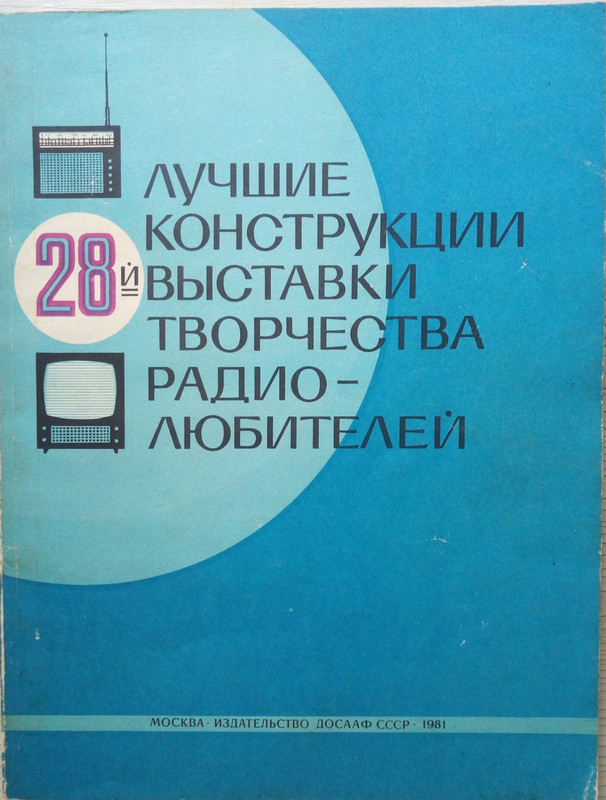 ЛУЧШИЕ
КОНСТРУКЦИИ
28й ВЫСТАВКИ
ТВОРЧЕСТВА
РАДИО-
ЛЮБИТЕЛЕЙ
МОСКВА · ИЗДАТЕЛЬСТВО ДОСААФ СССР · 1981